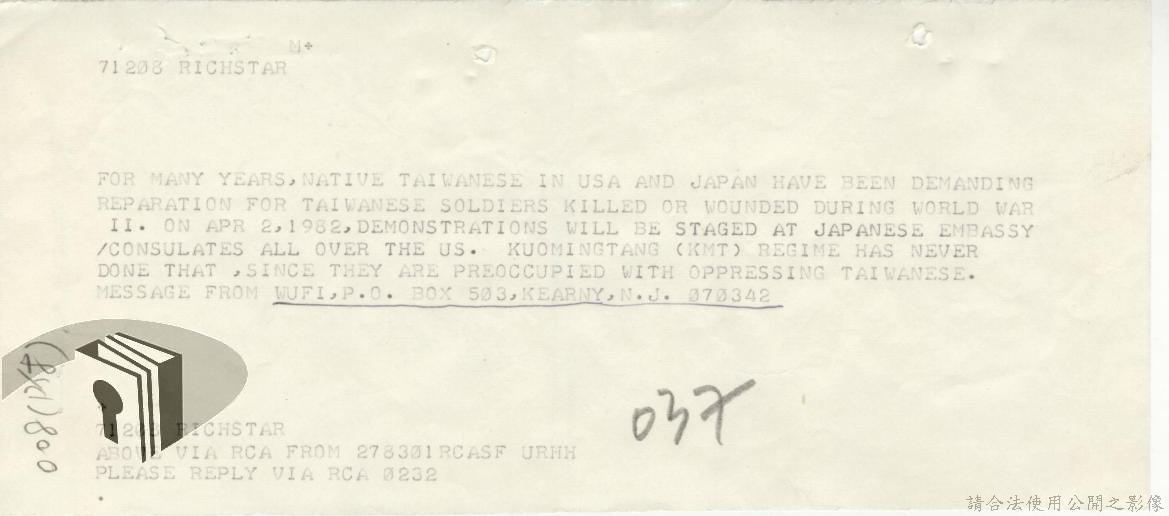 M+
71208 RICHSTAR
FOR MANY YEARS,NATIVE TAIWANESE IN USA AND JAPAN HAVE BEEN DEMANDING
REPARATION FOR TAIWANESE SOLDIERS KILLED OR WOUNDED DURING WORLD WAR
II. ON APR 2,1982,DEMONSTRATIONS WILL BE STAGED AT JAPANESE EMBASSY
/CONSULATES ALL OVER THE US. KUOMINGTANG (KMT) REGIME HAS NEVER
DONE THAT ,SINCE THEY ARE PREOCCUPIED WITH OPPRESSING TAIWANESE.
MESSAGE FROM WUFI,P.O. BOX 503,KEARNY,N.J. 070342
037
71208 RICHSTAR
ABOVE VIA RCA FROM 278301RCASF URHH
PLEASE REPLY VIA RCA 0232
請合法使用公開之影像